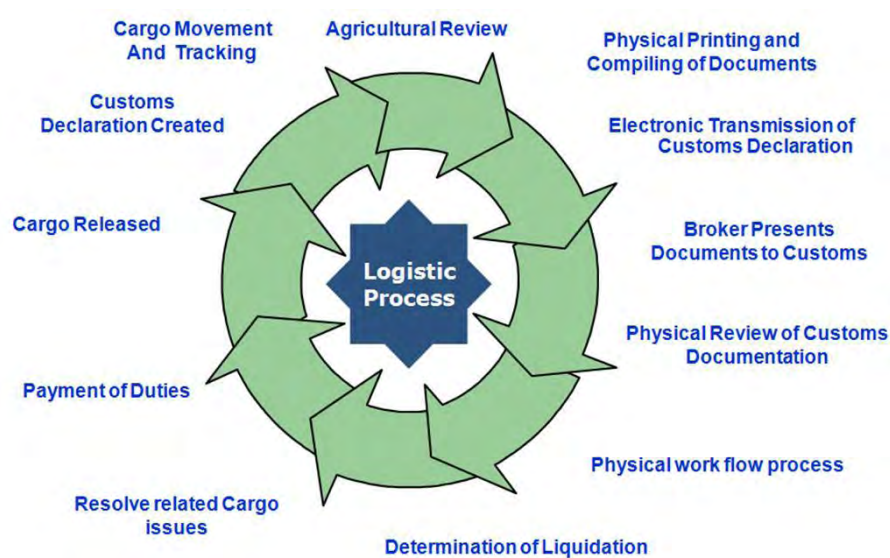 Cargo Movement
And Tracking
Agricultural Review
Physical Printing and
Compiling of Documents
Customs
Declaration Created
Electronic Transmission of
Customs Declaration
Cargo Released
Broker Presents
Documents to Customs
Logistic
Process
Physical Review of Customs
Documentation
Payment of Duties
Physical work flow process
Resolve related Cargo
issues
Determination of Liquidation